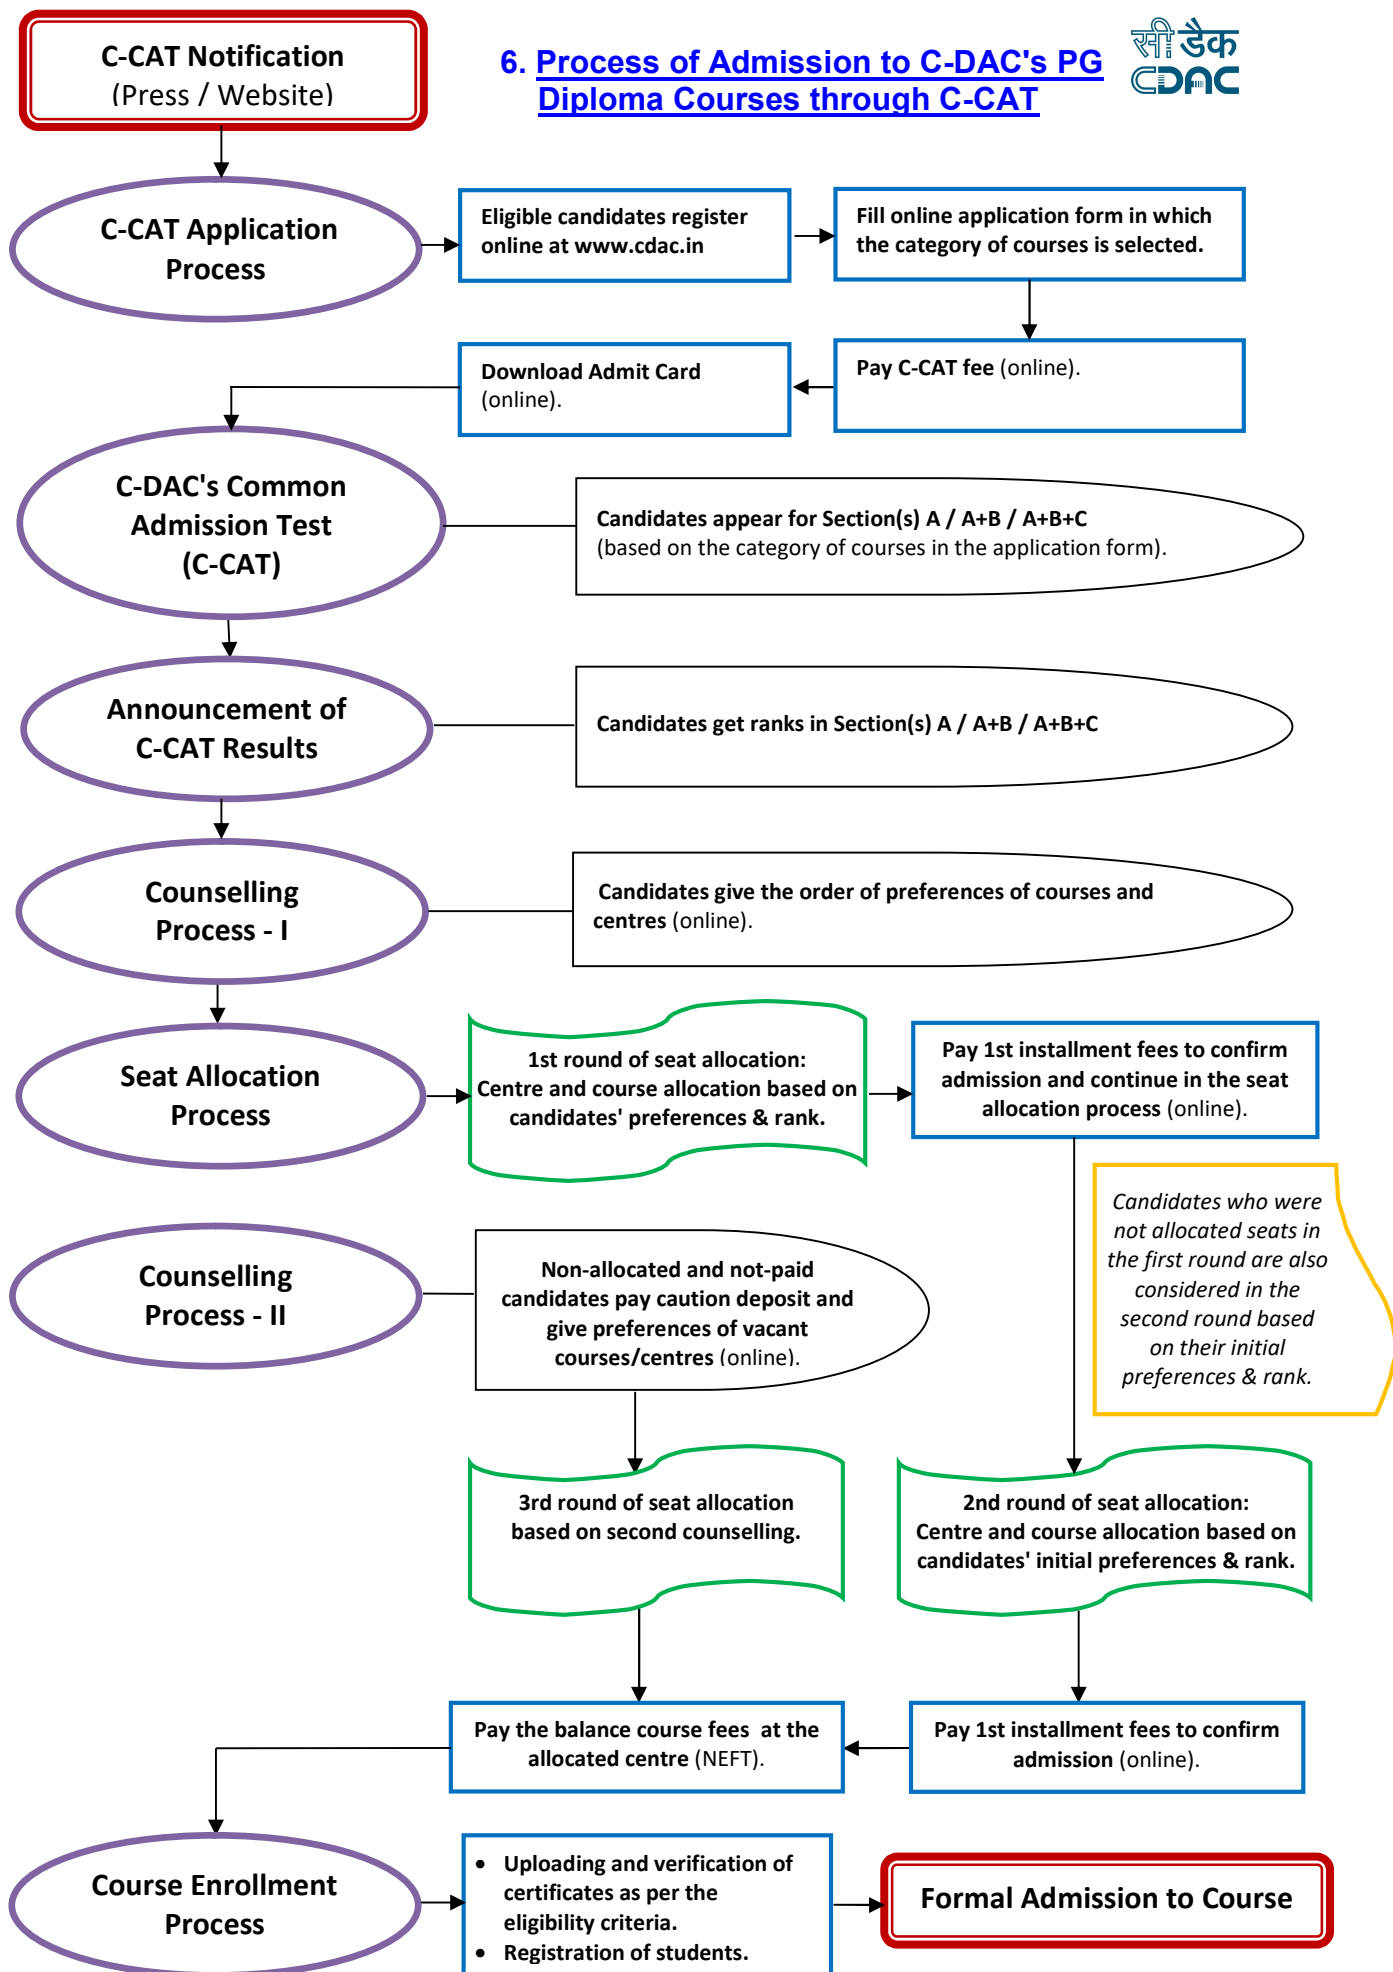 C-CAT Notification
(Press / Website)
6. Process of Admission to C-DAC's PG
Diploma Courses through C-CAT
सी डैक
CDAC
C-CAT Application
Process
Eligible candidates register
online at www.cdac.in
Fill online application form in which
the category of courses is selected.
Pay C-CAT fee (online).
Download Admit Card
(online).
C-DAC's Common
Admission Test
(C-CAT)
Candidates appear for Section(s) A / A+B / A+B+C
(based on the category of courses in the application form).
Announcement of
C-CAT Results
Candidates get ranks in Section(s) A / A+B / A+B+C
Counselling
Process - I
Candidates give the order of preferences of courses and
centres (online).
Seat Allocation
Process
1st round of seat allocation:
Centre and course allocation based on
candidates' preferences & rank.
Pay 1st installment fees to confirm
admission and continue in the seat
allocation process (online).
Candidates who were
not allocated seats in
the first round are also
considered in the
second round based
on their initial
preferences & rank.
Counselling
Process - II
Non-allocated and not-paid
candidates pay caution deposit and
give preferences of vacant
courses/centres (online).
3rd round of seat allocation
based on second counselling.
2nd round of seat allocation:
Centre and course allocation based on
candidates' initial preferences & rank.
Pay the balance course fees at the
allocated centre (NEFT).
Pay 1st installment fees to confirm
admission (online).
Course Enrollment
Process
• Uploading and verification of
certificates as per the
eligibility criteria.
• Registration of students.
Formal Admission to Course